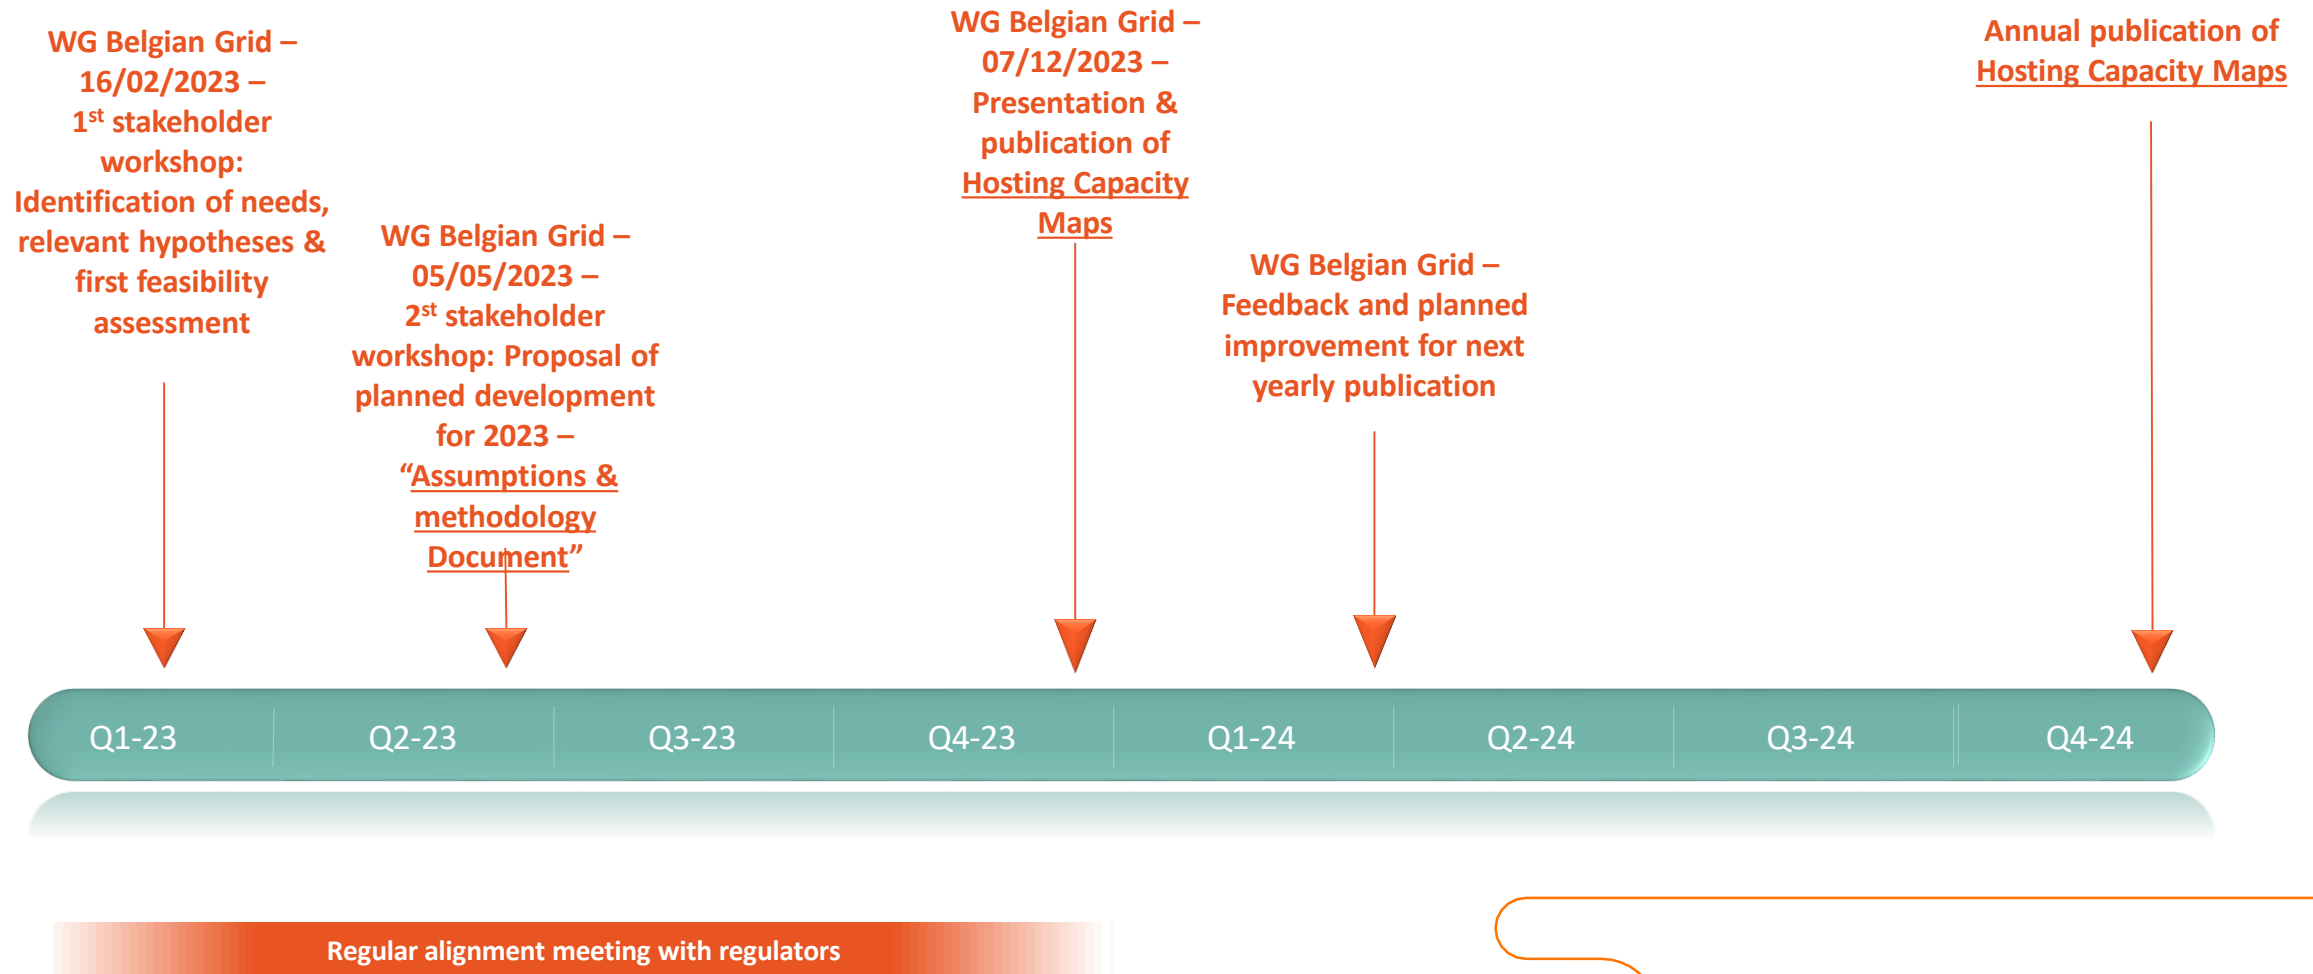 WG Belgian Grid –
16/02/2023 –
1st stakeholder
workshop:
Identification of needs,
relevant hypotheses &
first feasibility
assessment
WG Belgian Grid –
05/05/2023 –
2st stakeholder
workshop: Proposal of
planned development
for 2023 –
“Assumptions &
methodology
Document”
WG Belgian Grid –
07/12/2023 –
Presentation &
publication of
Hosting Capacity
Maps
WG Belgian Grid –
Feedback and planned
improvement for next
yearly publication
Annual publication of
Hosting Capacity Maps
Q1-23
Q2-23
Q3-23
Q4-23
Q1-24
Q2-24
Q3-24
Q4-24
Regular alignment meeting with regulators